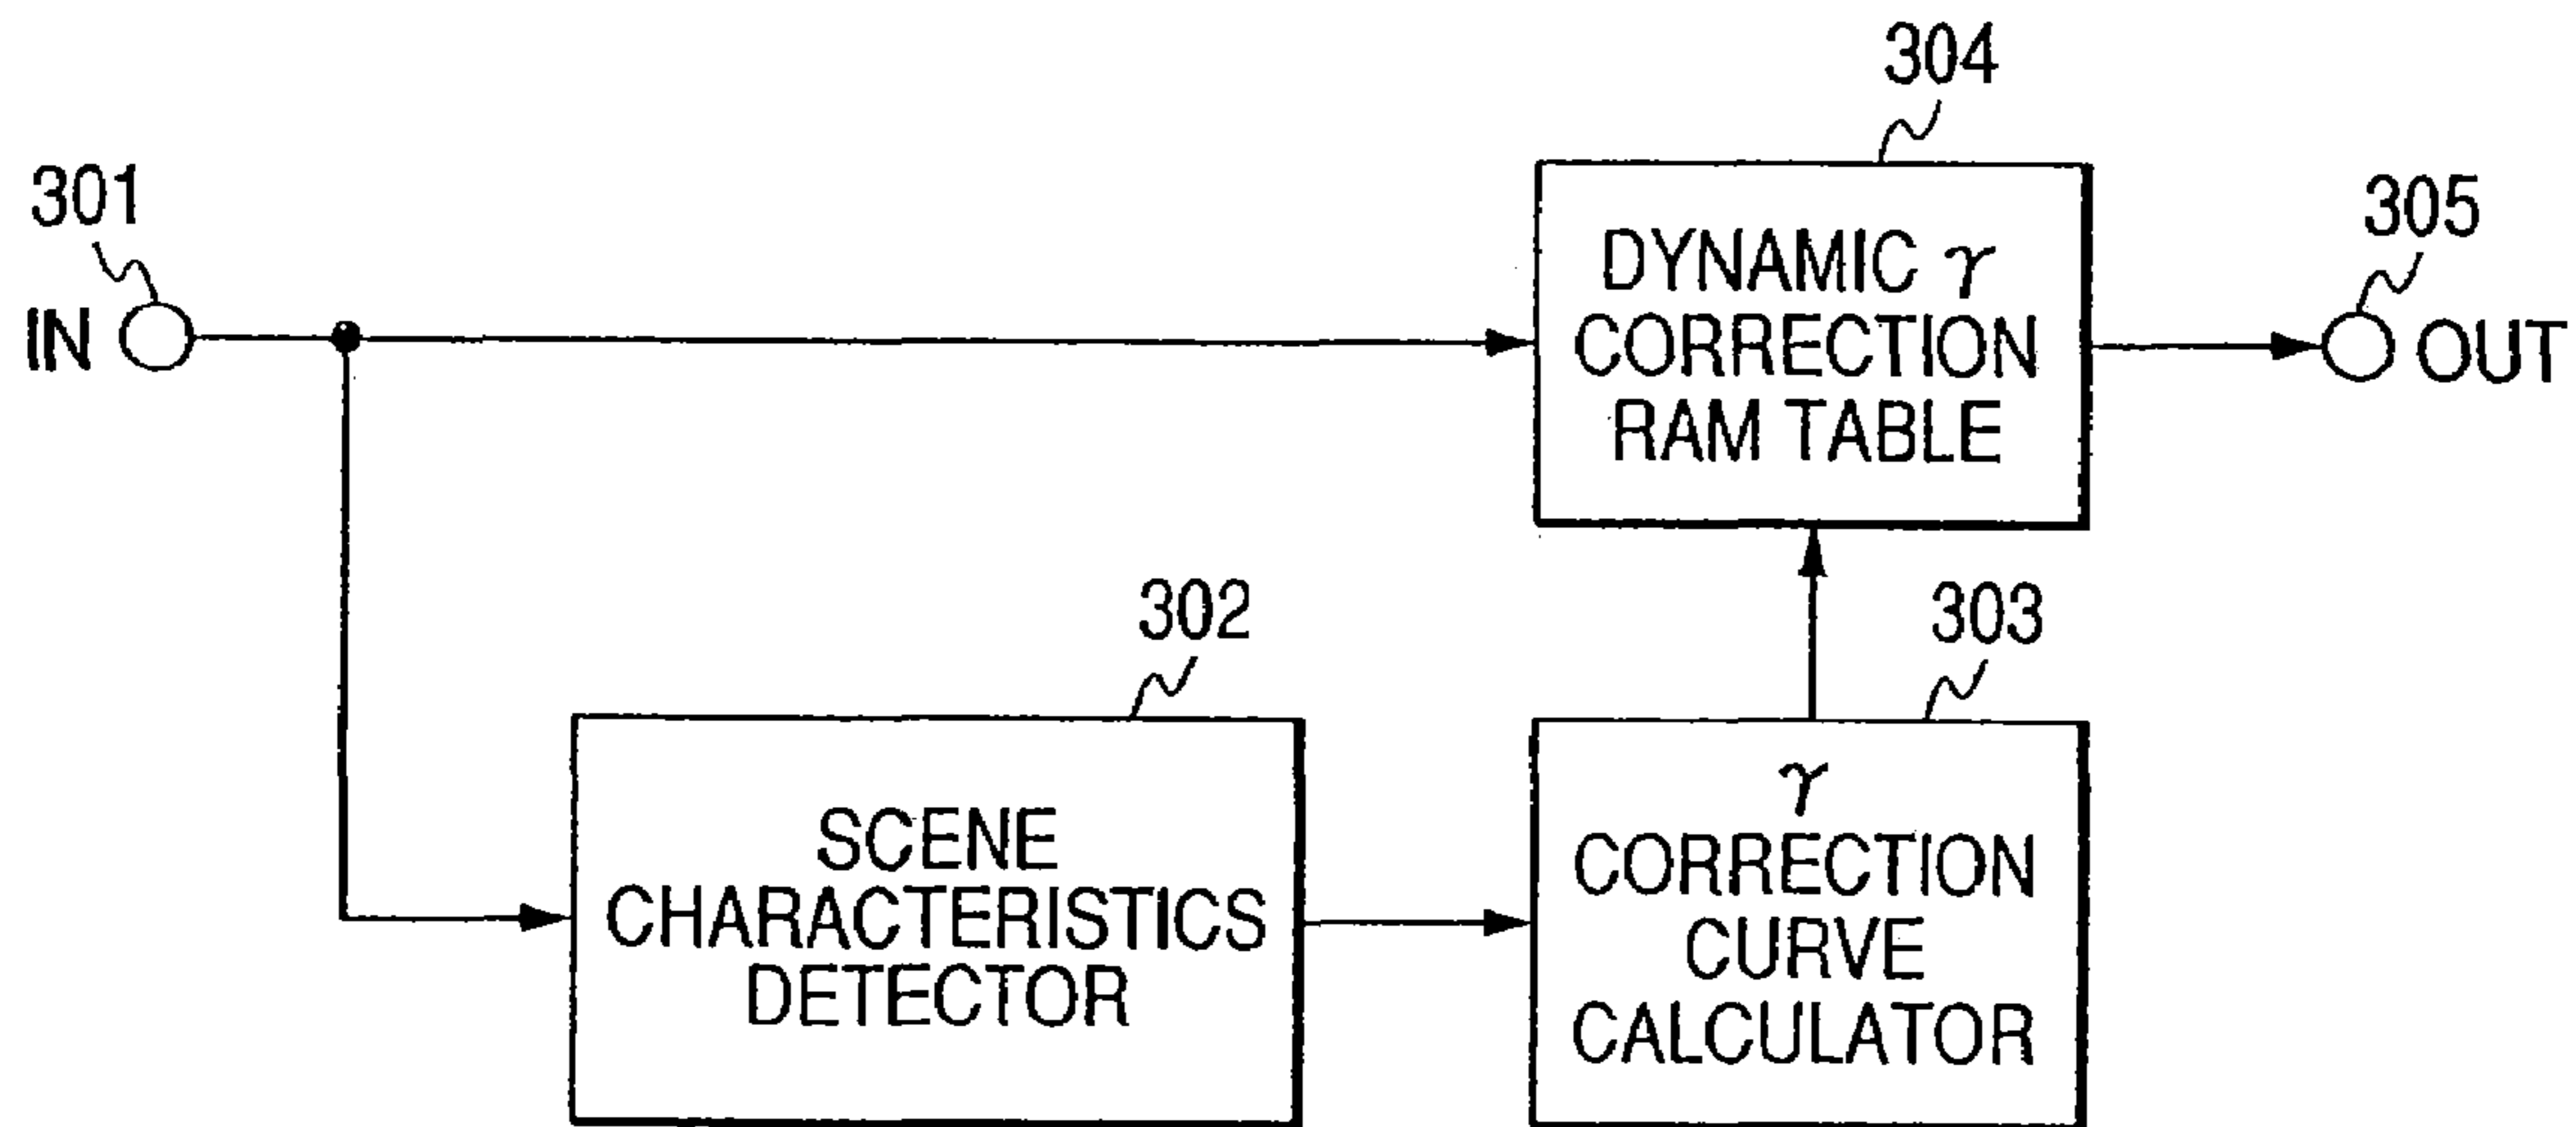 304
301
305
IN
DYNAMIC γ
CORRECTION
RAM TABLE
OUT
302
303
SCENE
CHARACTERISTICS
DETECTOR
γ
CORRECTION
CURVE
CALCULATOR